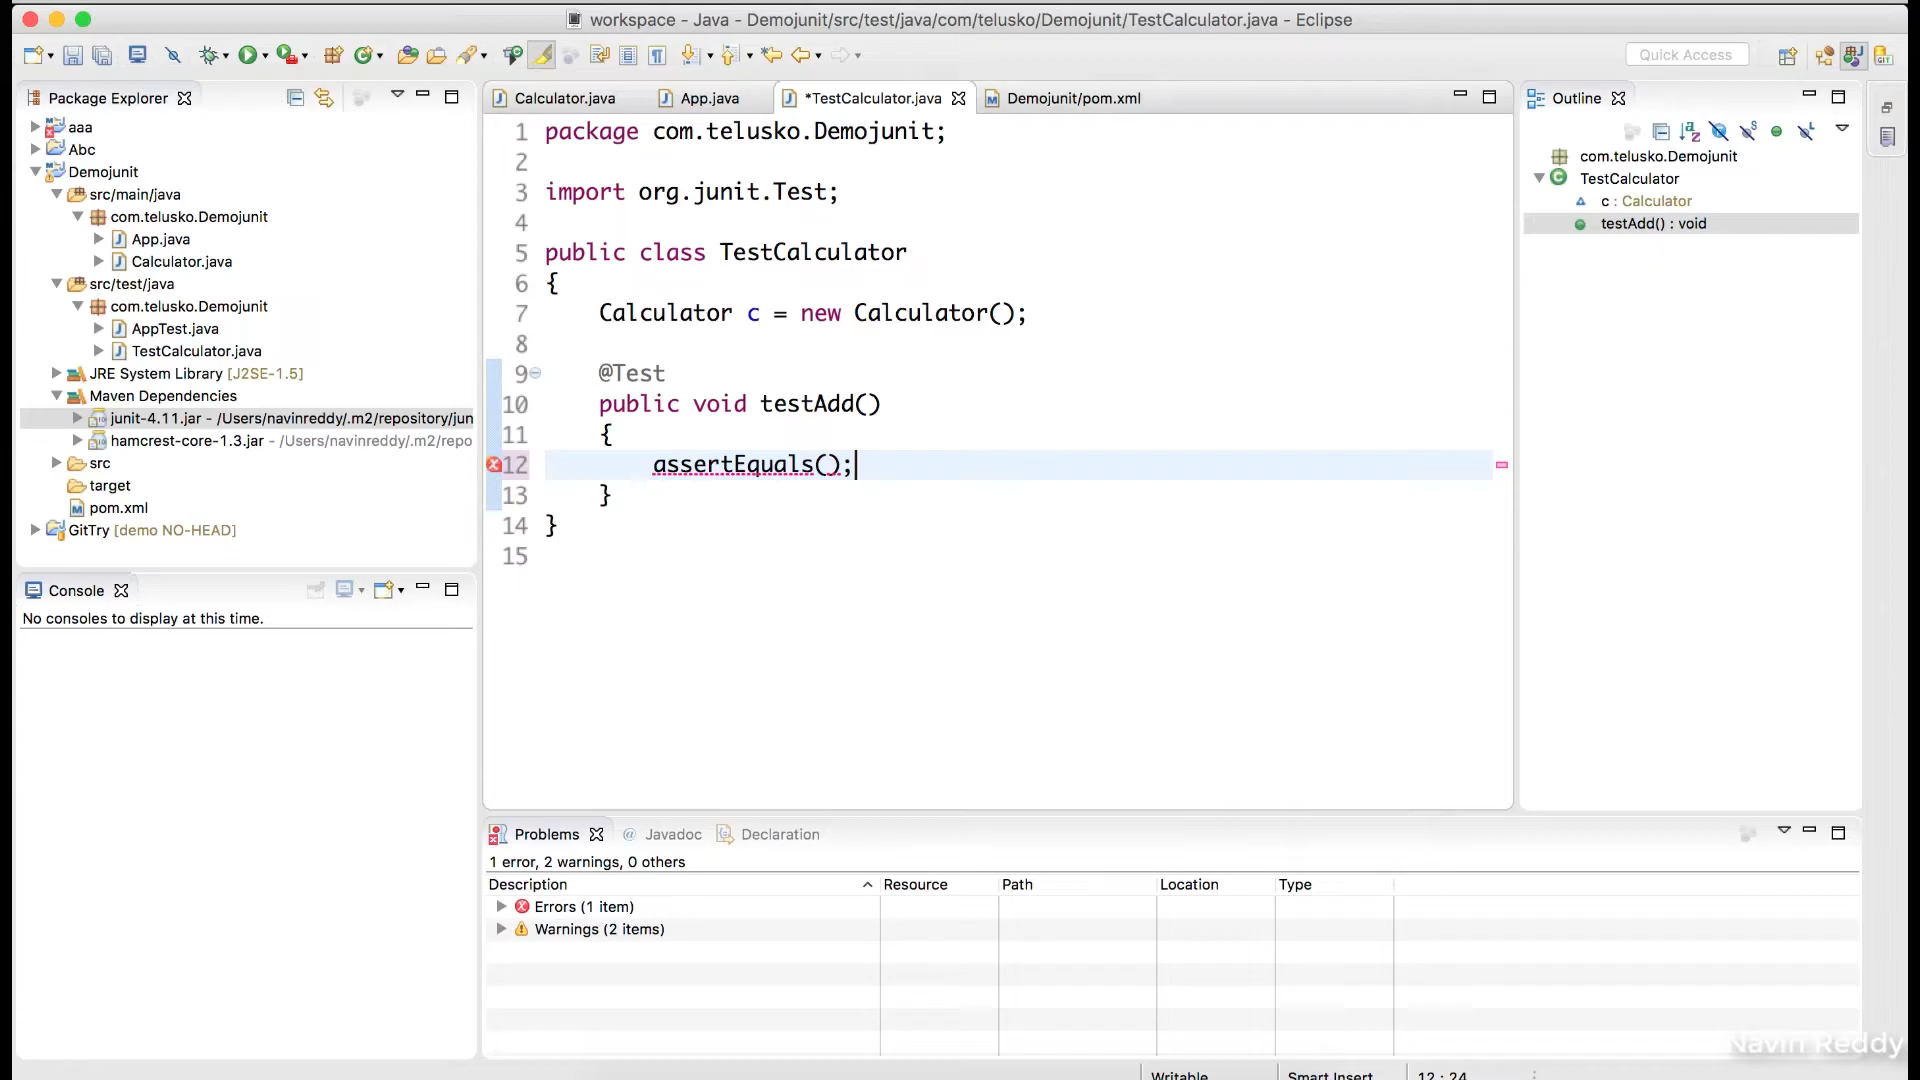 workspace - Java - Demojunit/src/test/java/com/telusko/Demojunit/TestCalculator.java - Eclipse
Quick Access
Package Explorer
aaa
Abc
Demojunit
src/main/java
com.telusko.Demojunit
App.java
Calculator.java
src/test/java
com.telusko.Demojunit
AppTest.java
TestCalculator.java
JRE System Library [J2SE-1.5]
Maven Dependencies
junit-4.11.jar - /Users/navinreddy/.m2/repository/jun
hamcrest-core-1.3.jar - /Users/navinreddy/.m2/repo
src
target
pom.xml
GitTry [demo NO-HEAD]
Console
No consoles to display at this time.
Calculator.java App.java *TestCalculator.java Demojunit/pom.xml
1 package com.telusko.Demojunit;
2
3 import org.junit.Test;
4
5 public class TestCalculator
6 {
7 Calculator c = new Calculator();
8
9 @Test
10 public void testAdd()
11 {
12 assertEquals();
13 }
14 }
15
Outline
com.telusko.Demojunit
TestCalculator
c : Calculator
testAdd() : void
Problems @ Javadoc Declaration
1 error, 2 warnings, 0 others
Description Resource Path Location Type
Errors (1 item)
Warnings (2 items)
Navin Reddy
Writable Smart Insert 12 : 24